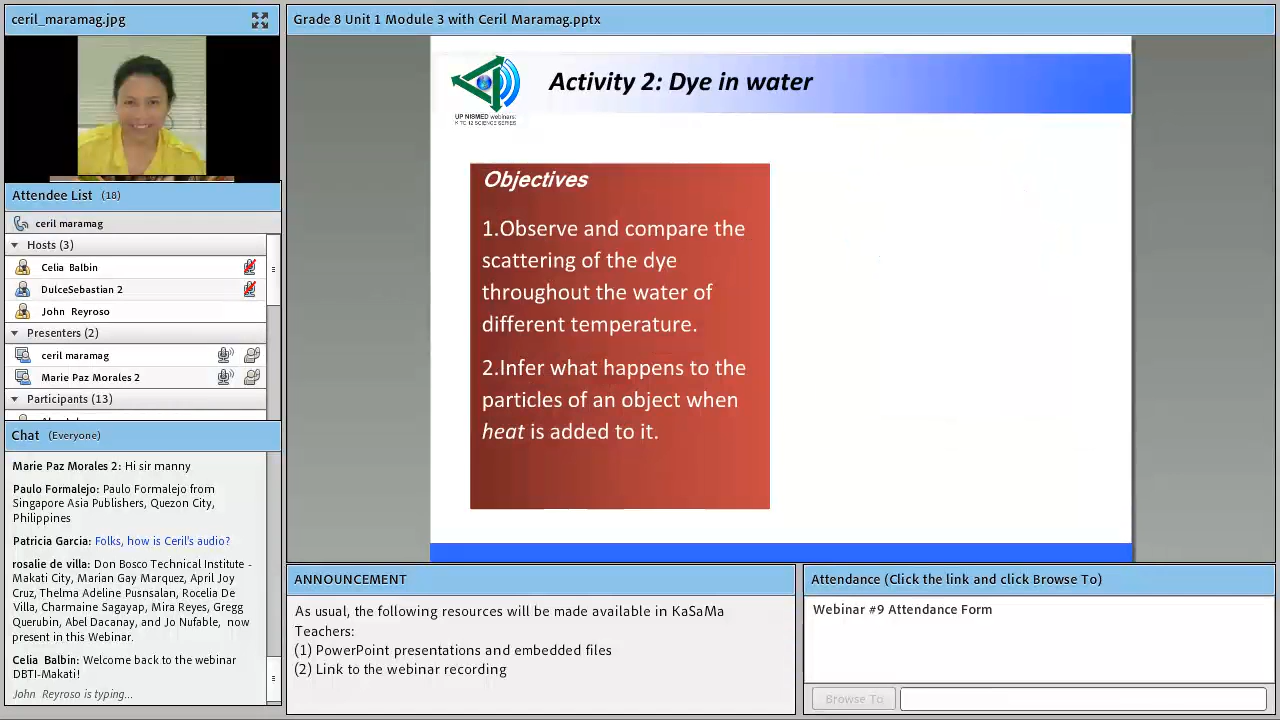 ceril_maramag.jpg
Attendee List (18)
ceril maramag
Hosts (3)
Celia Balbin
DulceSebastian 2
John Reyroso
Presenters (2)
ceril maramag
Marie Paz Morales 2
Participants (13)
Chat (Everyone)
Marie Paz Morales 2: Hi sir manny
Paulo Formalejo: Paulo Formalejo from
Singapore Asia Publishers, Quezon City,
Philippines
Patricia Garcia: Folks, how is Ceril's audio?
rosalie de villa: Don Bosco Technical Institute -
Makati City, Marian Gay Marquez, April Joy
Cruz, Thelma Adeline Pusnsalan, Rocelia De
Villa, Charmaine Sagayap, Mira Reyes, Gregg
Querubin, Abel Dacanay, and Jo Nufable, now
present in this Webinar.
Celia Balbin: Welcome back to the webinar
DBTI-Makati!
John Reyroso is typing...
Grade 8 Unit 1 Module 3 with Ceril Maramag.pptx
UP NISMED webinars:
K TO 12 SCIENCE SERIES
Activity 2: Dye in water
Objectives
1.Observe and compare the
scattering of the dye
throughout the water of
different temperature.
2.Infer what happens to the
particles of an object when
heat is added to it.
ANNOUNCEMENT
As usual, the following resources will be made available in KaSaMa
Teachers:
(1) PowerPoint presentations and embedded files
(2) Link to the webinar recording
Attendance (Click the link and click Browse To)
Webinar #9 Attendance Form
Browse To